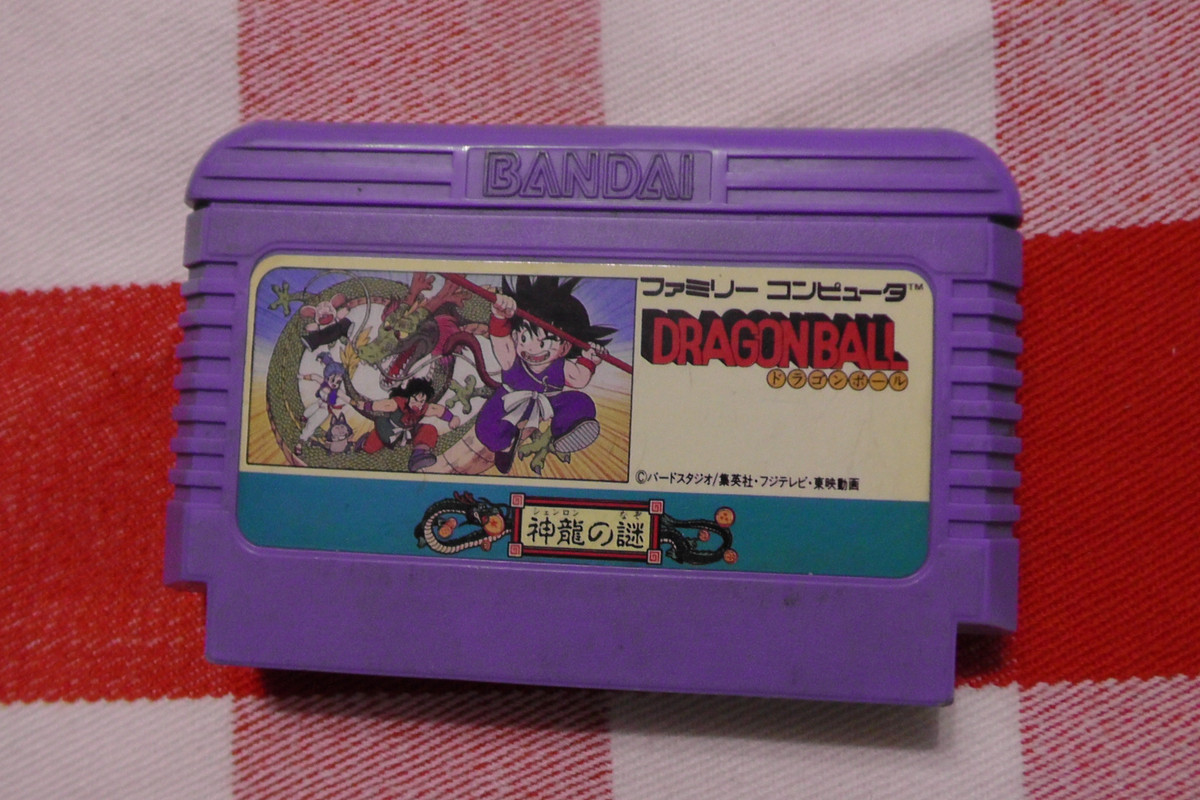 BANDAI
ファミリー コンピュータ™
DRAGON BALL
ドラゴンボール
©バードスタジオ/集英社・フジテレビ・東映動画
シェンロン なぞ
神龍の謎